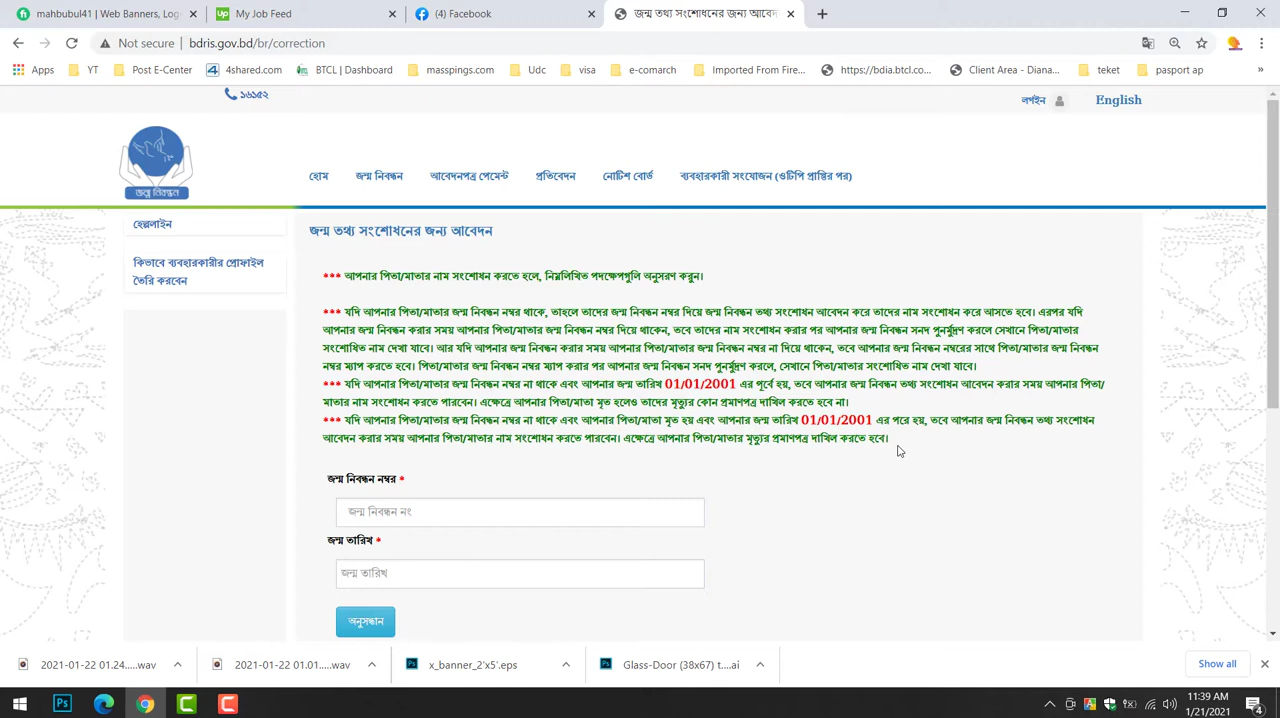 mahbubul41 | Web Banners, Log
My Job Feed
(4) Facebook
জন্ম তথ্য সংশোধনের জন্য আবেদন
Not secure | bdris.gov.bd/br/correction
Apps YT Post E-Center 4shared.com BTCL | Dashboard masspings.com Udc visa e-comarch Imported From Fire... https://bdia.btcl.co... Client Area - Diana... teket pasport ap »
১৬১৫২
লগইন English
জন্ম নিবন্ধন
হোম জন্ম নিবন্ধন আবেদনপত্র পেমেন্ট প্রতিবেদন নোটিশ বোর্ড ব্যবহারকারী সংযোজন (ওটিপি প্রাপ্তির পর)
হেল্পলাইন
কিভাবে ব্যবহারকারীর প্রোফাইল
তৈরি করবেন
জন্ম তথ্য সংশোধনের জন্য আবেদন
*** আপনার পিতা/মাতার নাম সংশোধন করতে হলে, নিম্নলিখিত পদক্ষেপগুলি অনুসরণ করুন।
*** যদি আপনার পিতা/মাতার জন্ম নিবন্ধন নম্বর থাকে, তাহলে তাদের জন্ম নিবন্ধন নম্বর দিয়ে জন্ম নিবন্ধন তথ্য সংশোধন আবেদন করে তাদের নাম সংশোধন করে আসতে হবে। এরপর যদি
আপনার জন্ম নিবন্ধন করার সময় আপনার পিতা/মাতার জন্ম নিবন্ধন নম্বর দিয়ে থাকেন, তবে তাদের নাম সংশোধন করার পর আপনার জন্ম নিবন্ধন সনদ পুনর্মুদ্রণ করলে সেখানে পিতা/মাতার
সংশোধিত নাম দেখা যাবে। আর যদি আপনার জন্ম নিবন্ধন করার সময় আপনার পিতা/মাতার জন্ম নিবন্ধন নম্বর না দিয়ে থাকেন, তবে আপনার জন্ম নিবন্ধন নম্বরের সাথে পিতা/মাতার জন্ম নিবন্ধন
নম্বর ম্যাপ করতে হবে। পিতা/মাতার জন্ম নিবন্ধন নম্বর ম্যাপ করার পর আপনার জন্ম নিবন্ধন সনদ পুনর্মুদ্রণ করলে, সেখানে পিতা/মাতার সংশোধিত নাম দেখা যাবে।
*** যদি আপনার পিতা/মাতার জন্ম নিবন্ধন নম্বর না থাকে এবং আপনার জন্ম তারিখ 01/01/2001 এর পূর্বে হয়, তবে আপনার জন্ম নিবন্ধন তথ্য সংশোধন আবেদন করার সময় আপনার পিতা/
মাতার নাম সংশোধন করতে পারবেন। এক্ষেত্রে আপনার পিতা/মাতা মৃত হলেও তাদের মৃত্যুর কোন প্রমাণপত্র দাখিল করতে হবে না।
*** যদি আপনার পিতা/মাতার জন্ম নিবন্ধন নম্বর না থাকে এবং আপনার পিতা/মাতা মৃত হয় এবং আপনার জন্ম তারিখ 01/01/2001 এর পরে হয়, তবে আপনার জন্ম নিবন্ধন তথ্য সংশোধন
আবেদন করার সময় আপনার পিতা/মাতার নাম সংশোধন করতে পারবেন। এক্ষেত্রে আপনার পিতা/মাতার মৃত্যুর প্রমাণপত্র দাখিল করতে হবে।
জন্ম নিবন্ধন নম্বর *
জন্ম নিবন্ধন নং
জন্ম তারিখ *
জন্ম তারিখ
অনুসন্ধান
2021-01-22 01.24.....wav 2021-01-22 01.01.....wav x_banner_2'x5'.eps Glass-Door (38x67) t....ai Show all
11:39 AM
1/21/2021
4